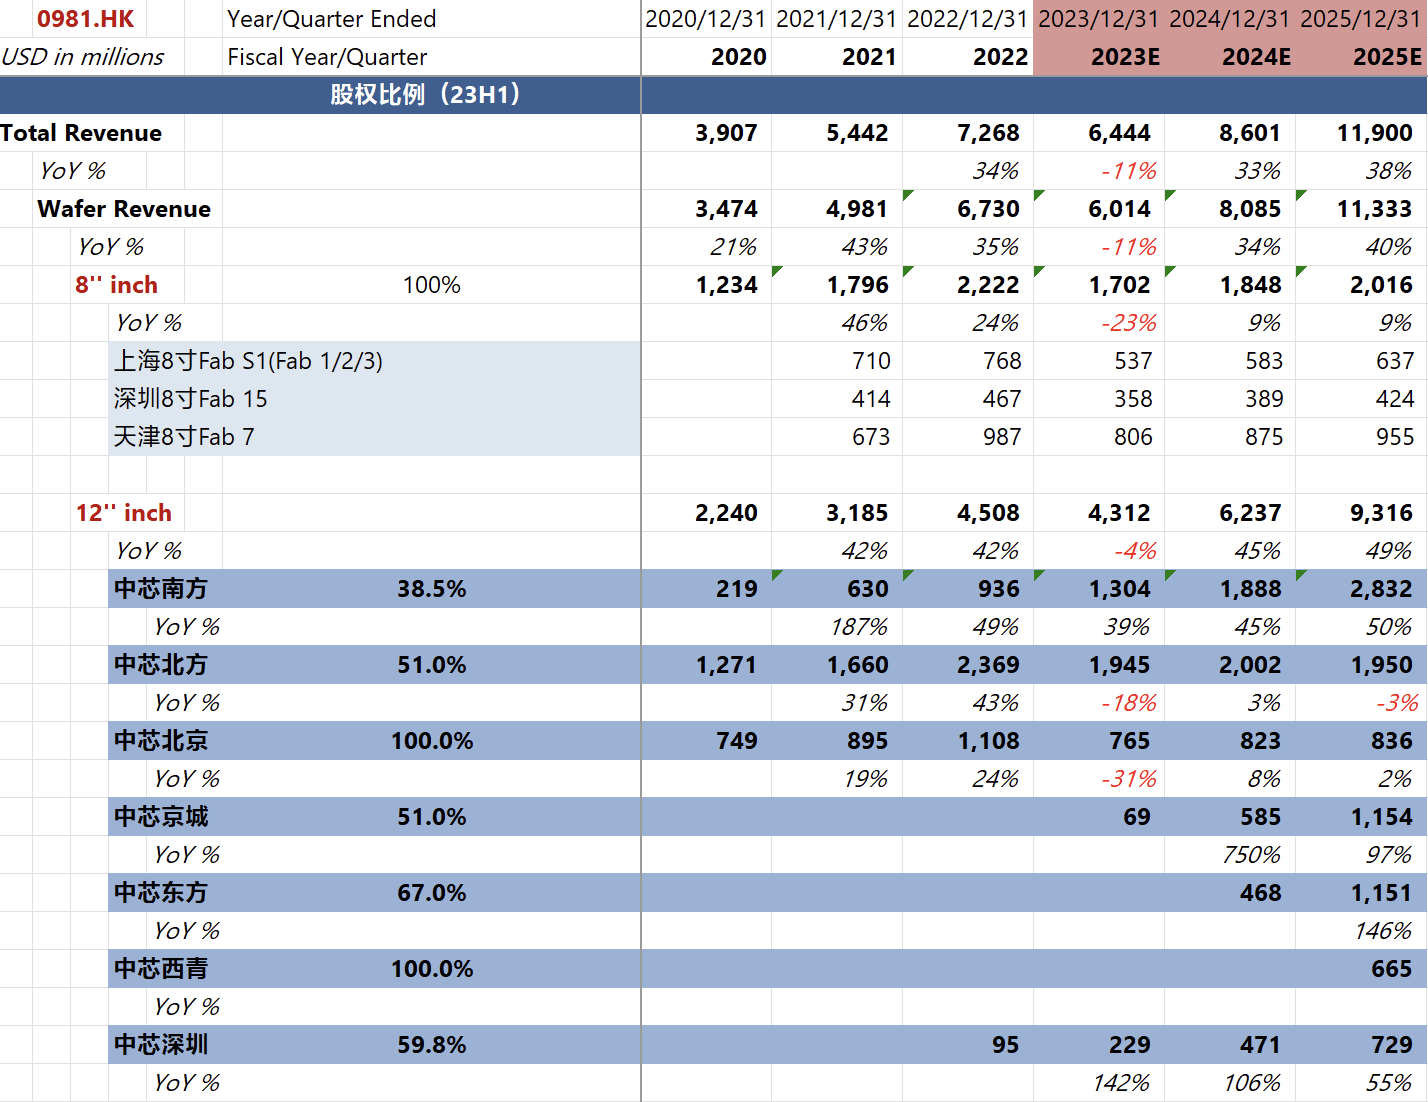 0981.HK Year/Quarter Ended 2020/12/31 2021/12/31 2022/12/31 2023/12/31 2024/12/31 2025/12/31
USD in millions Fiscal Year/Quarter 2020 2021 2022 2023E 2024E 2025E
股权比例（23H1）
Total Revenue 3,907 5,442 7,268 6,444 8,601 11,900
YoY % 34% -11% 33% 38%
Wafer Revenue 3,474 4,981 6,730 6,014 8,085 11,333
YoY % 21% 43% 35% -11% 34% 40%
8'' inch 100% 1,234 1,796 2,222 1,702 1,848 2,016
YoY % 46% 24% -23% 9% 9%
上海8寸Fab S1(Fab 1/2/3) 710 768 537 583 637
深圳8寸Fab 15 414 467 358 389 424
天津8寸Fab 7 673 987 806 875 955
12'' inch 2,240 3,185 4,508 4,312 6,237 9,316
YoY % 42% 42% -4% 45% 49%
中芯南方 38.5% 219 630 936 1,304 1,888 2,832
YoY % 187% 49% 39% 45% 50%
中芯北方 51.0% 1,271 1,660 2,369 1,945 2,002 1,950
YoY % 31% 43% -18% 3% -3%
中芯北京 100.0% 749 895 1,108 765 823 836
YoY % 19% 24% -31% 8% 2%
中芯京城 51.0% 69 585 1,154
YoY % 750% 97%
中芯东方 67.0% 468 1,151
YoY % 146%
中芯西青 100.0% 665
YoY %
中芯深圳 59.8% 95 229 471 729
YoY % 142% 106% 55%